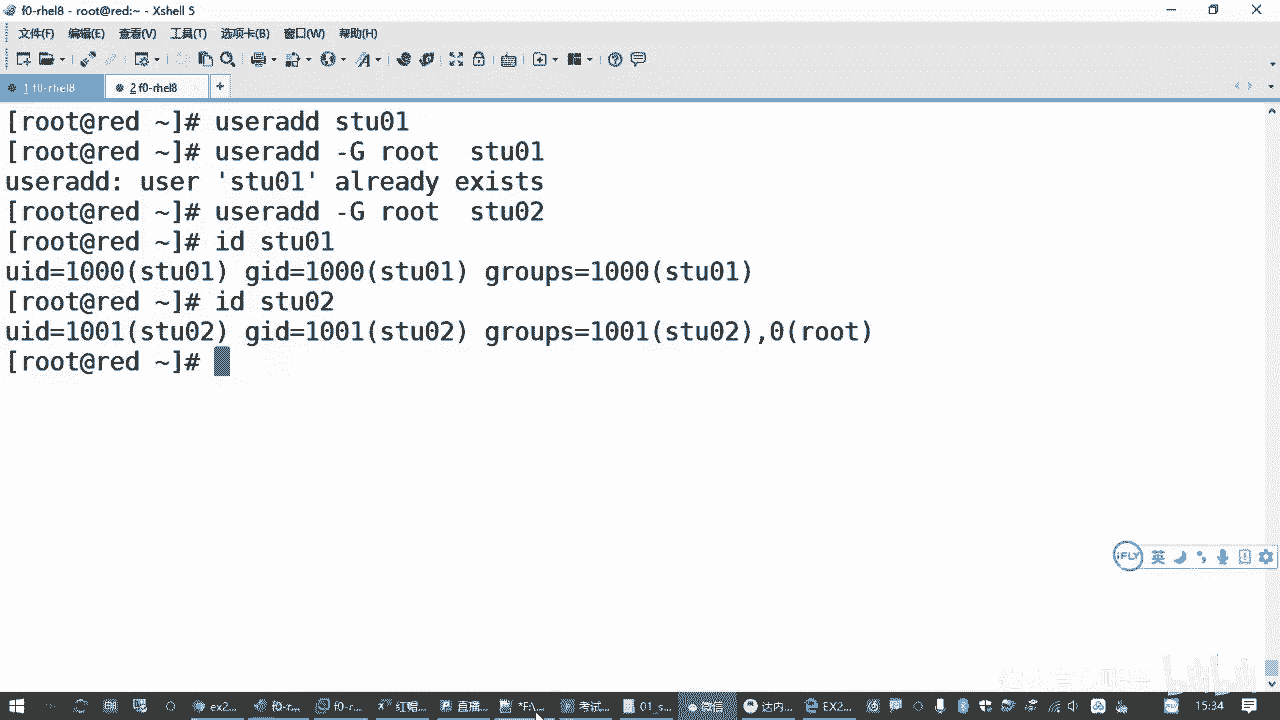 f0-rhel8 - root@red:~ - Xshell 5
文件(F) 编辑(E) 查看(V) 工具(T) 选项卡(B) 窗口(W) 帮助(H)
1 f0-rhel8 2 f0-rhel8 +
[root@red ~]# useradd stu01
[root@red ~]# useradd -G root  stu01
useradd: user 'stu01' already exists
[root@red ~]# useradd -G root  stu02
[root@red ~]# id stu01
uid=1000(stu01) gid=1000(stu01) groups=1000(stu01)
[root@red ~]# id stu02
uid=1001(stu02) gid=1001(stu02) groups=1001(stu02),0(root)
[root@red ~]#
iFLY 英
ex2... f0-r... f0-r... 红帽... 直播... *F:\... 考试... 01_s... 微信 达内... EX2... 英 15:34